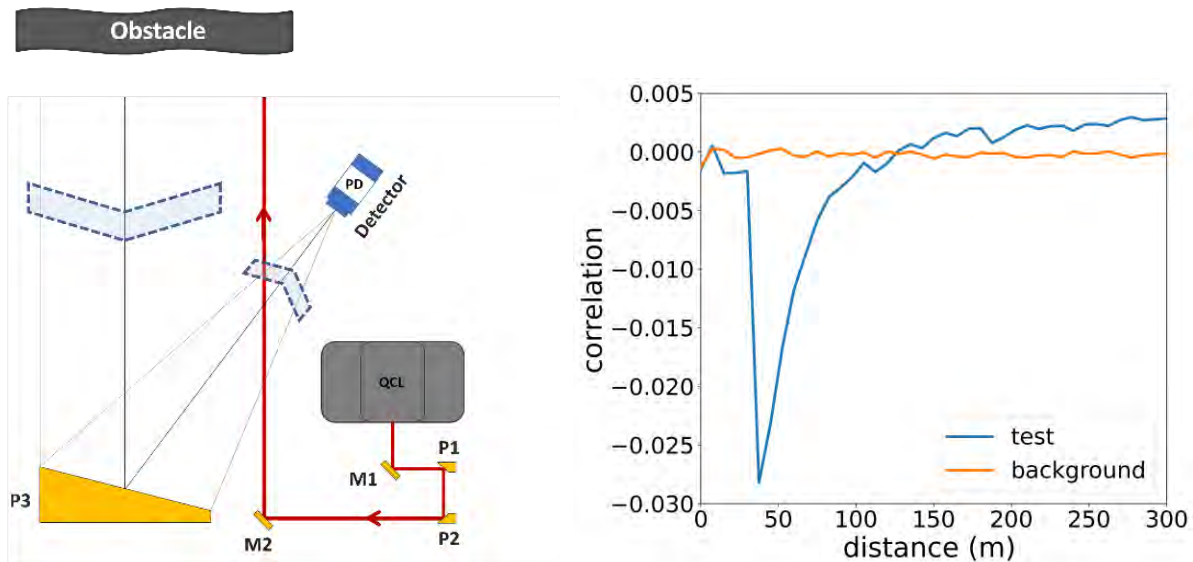 Obstacle
PD
Detector
QCL
P1
M1
P3
M2
P2
0.005
0.000
−0.005
−0.010
−0.015
−0.020
−0.025
−0.030
correlation
test
background
0 50 100 150 200 250 300
distance (m)